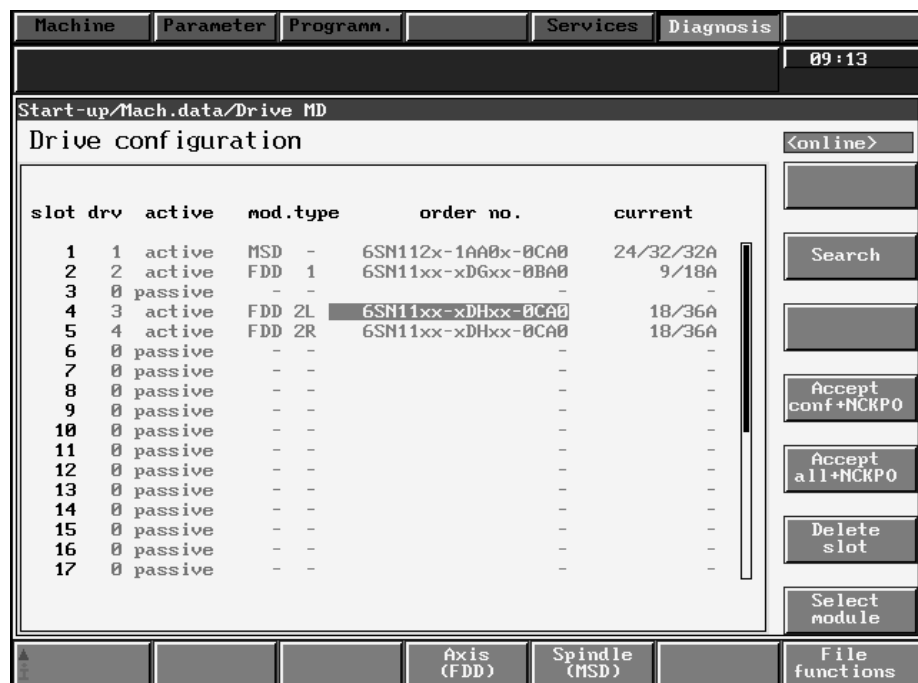 Machine Parameter Programm. Services Diagnosis
09:13
Start-up/Mach.data/Drive MD
Drive configuration <online>
slot drv active mod.type order no. current
1 1 active MSD - 6SN112x-1AA0x-0CA0 24/32/32A
2 2 active FDD 1 6SN11xx-xDGxx-0BA0 9/18A
3 0 passive - - - -
4 3 active FDD 2L 6SN11xx-xDHxx-0CA0 18/36A
5 4 active FDD 2R 6SN11xx-xDHxx-0CA0 18/36A
6 0 passive - - - -
7 0 passive - - - -
8 0 passive - - - -
9 0 passive - - - -
10 0 passive - - - -
11 0 passive - - - -
12 0 passive - - - -
13 0 passive - - - -
14 0 passive - - - -
15 0 passive - - - -
16 0 passive - - - -
17 0 passive - - - -
Search
Accept
conf+NCKPO
Accept
all+NCKPO
Delete
slot
Select
module
Axis
(FDD)
Spindle
(MSD)
File
functions